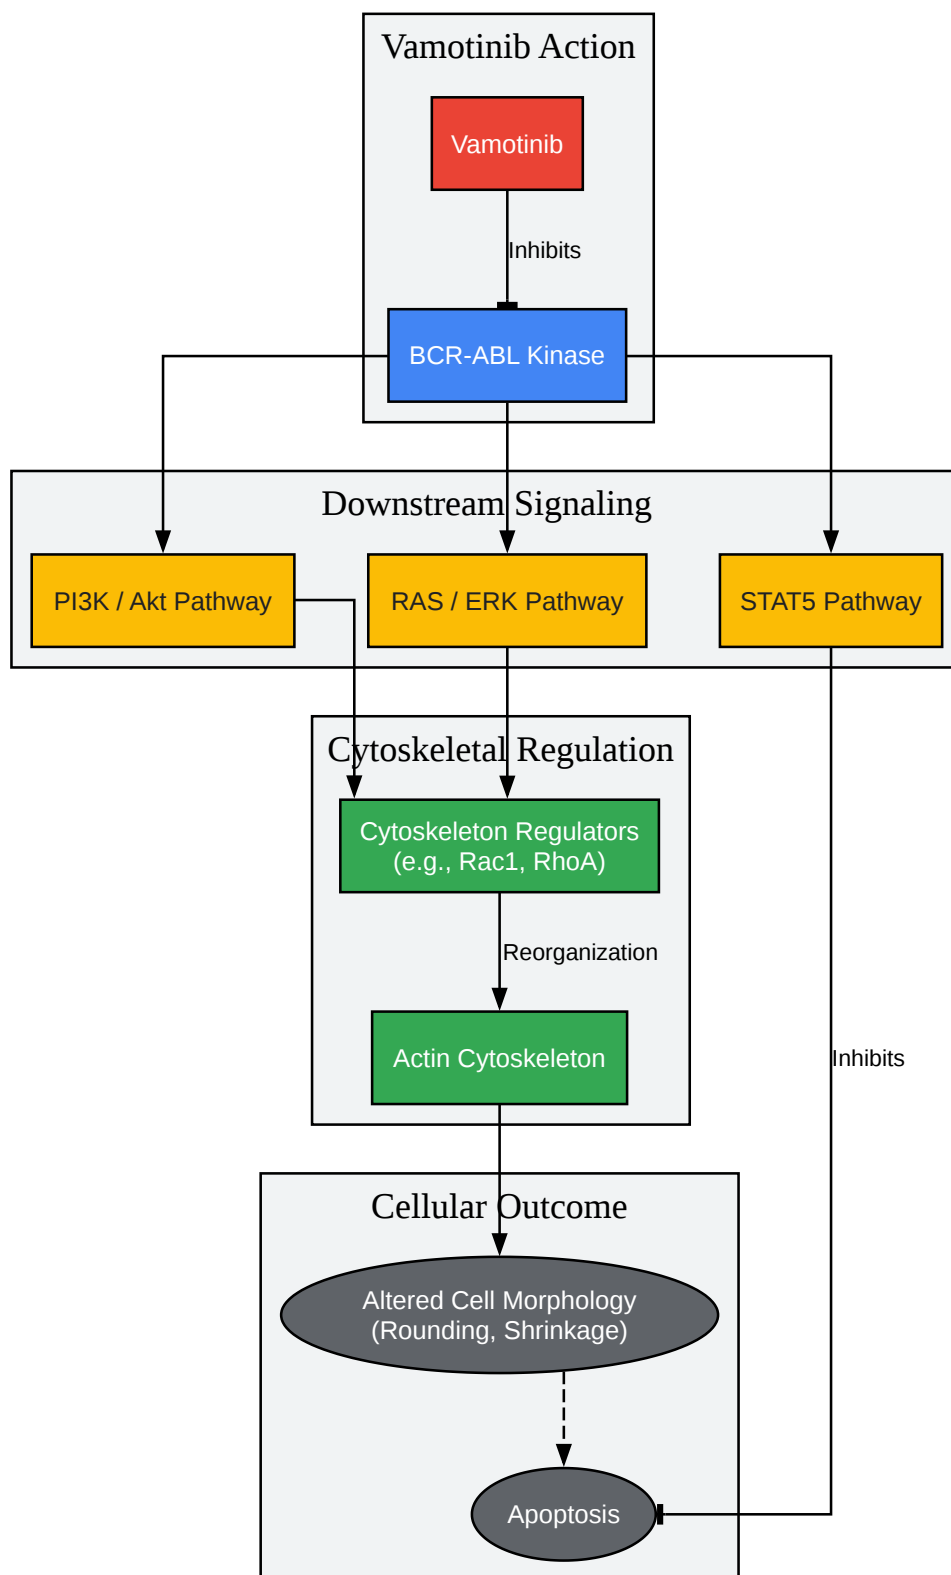 Vamotinib Action
Vamotinib
Inhibits
BCR-ABL Kinase
Downstream Signaling
PI3K / Akt Pathway
RAS / ERK Pathway
STAT5 Pathway
Cytoskeletal Regulation
Cytoskeleton Regulators
(e.g., Rac1, RhoA)
Reorganization
Actin Cytoskeleton
Inhibits
Cellular Outcome
Altered Cell Morphology
(Rounding, Shrinkage)
Apoptosis